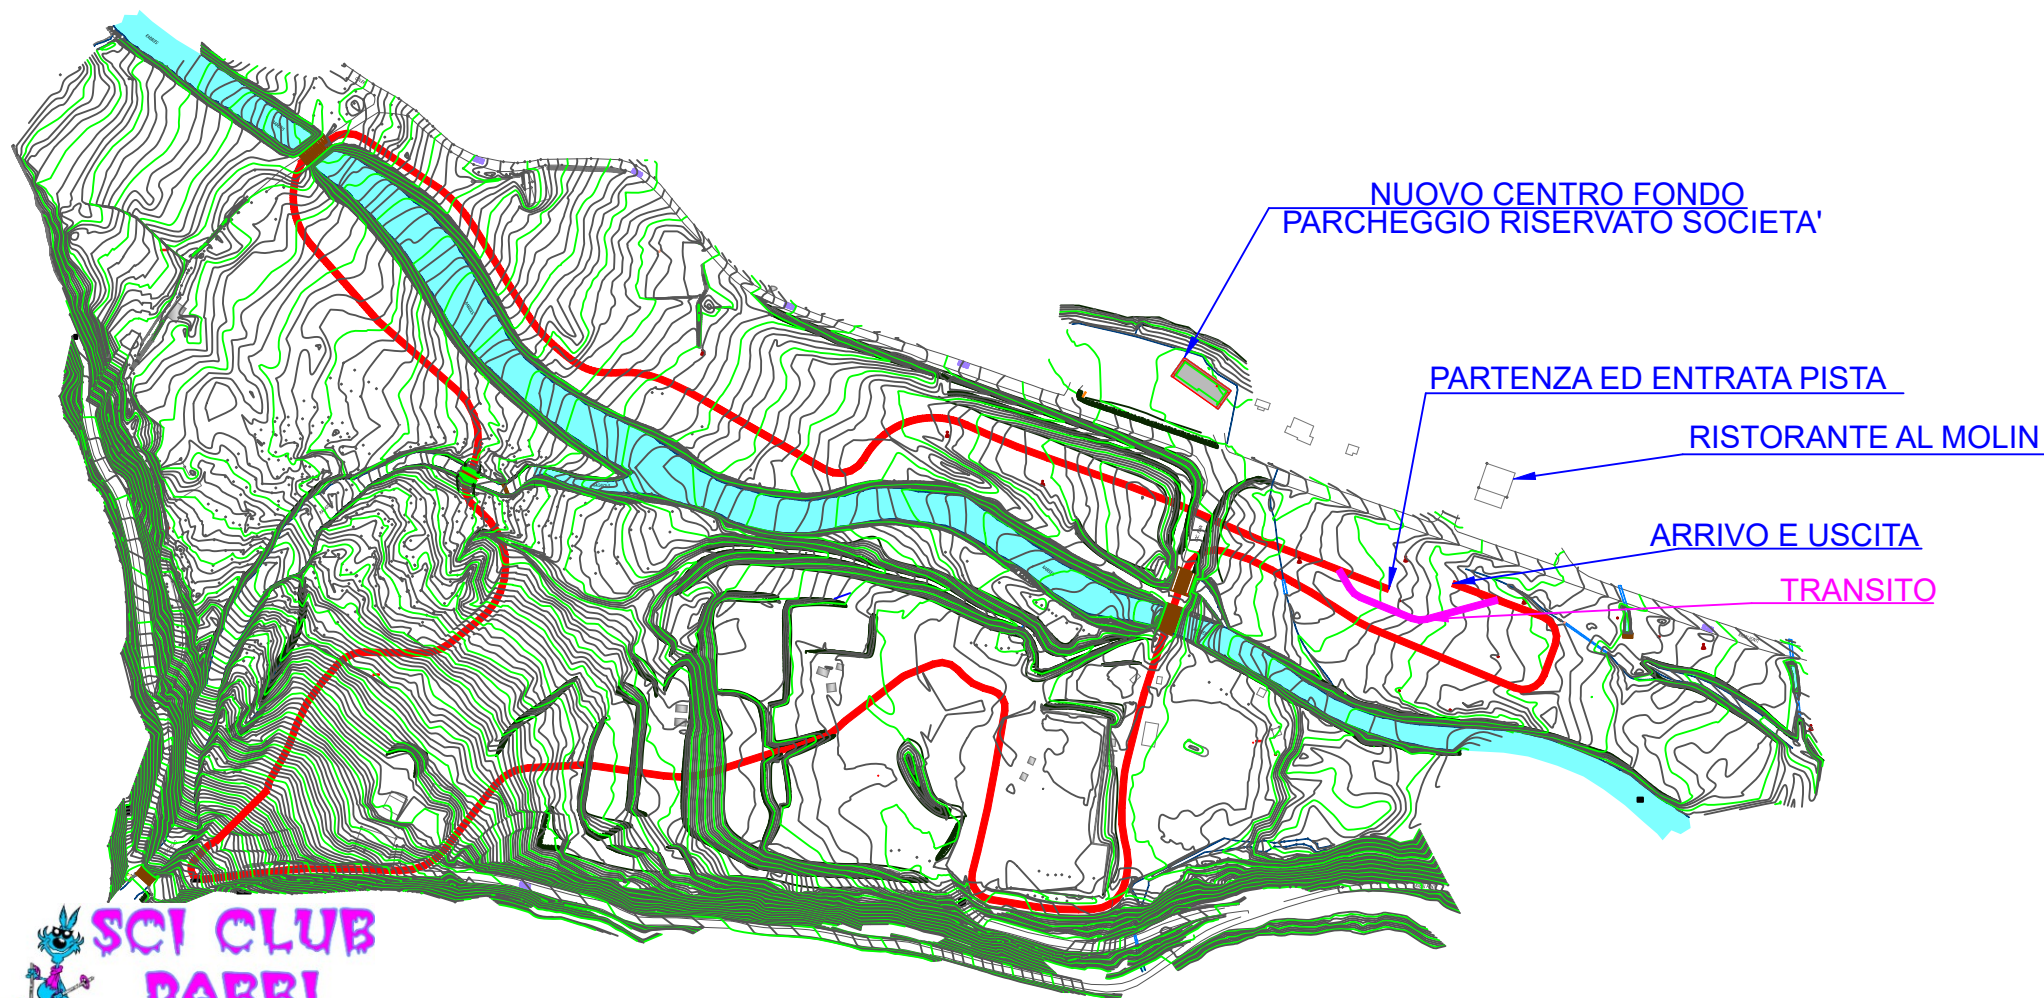 NUOVO CENTRO FONDO
PARCHEGGIO RISERVATO SOCIETA'
PARTENZA ED ENTRATA PISTA
RISTORANTE AL MOLIN
ARRIVO E USCITA
TRANSITO
SCI CLUB